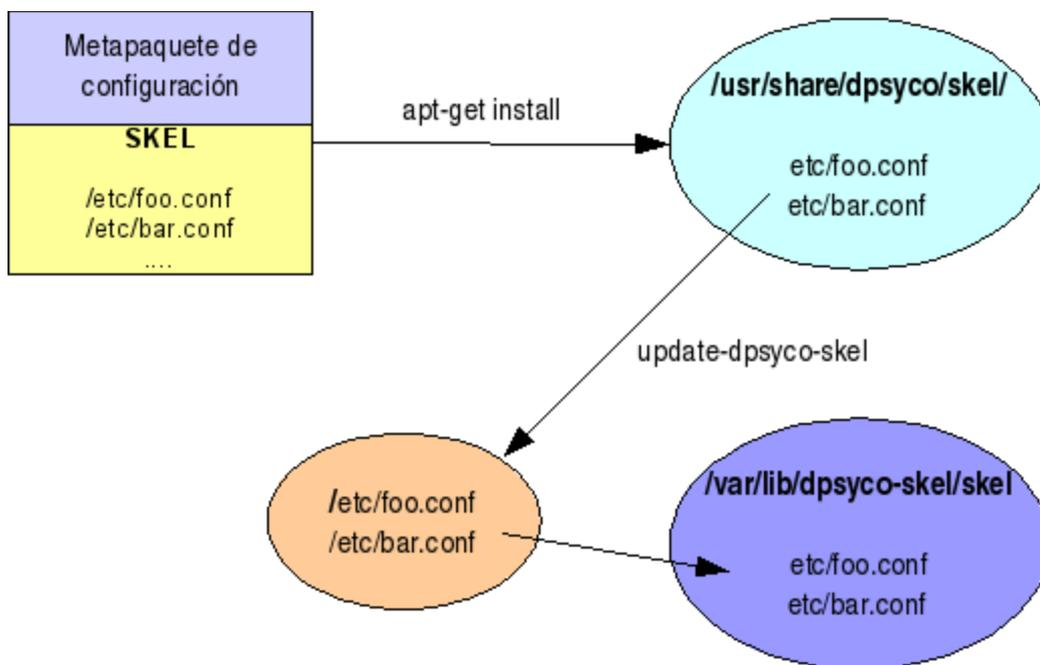 Metapaquete de
configuración
SKEL
/etc/foo.conf
/etc/bar.conf
....
apt-get install
/usr/share/dpsyco/skel/
etc/foo.conf
etc/bar.conf
update-dpsyco-skel
/etc/foo.conf
/etc/bar.conf
/var/lib/dpsyco-skel/skel
etc/foo.conf
etc/bar.conf